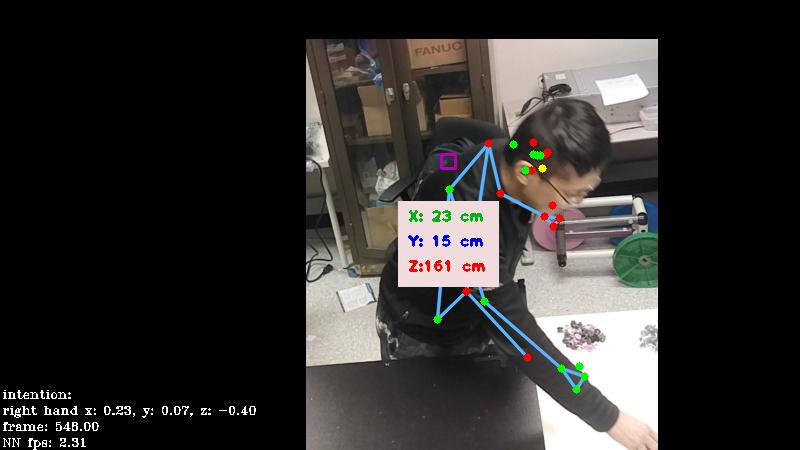 FANUC
X: 23 cm
Y: 15 cm
Z:161 cm
intention:
right hand x: 0.23, y: 0.07, z: -0.40
frame: 548.00
NN fps: 2.31